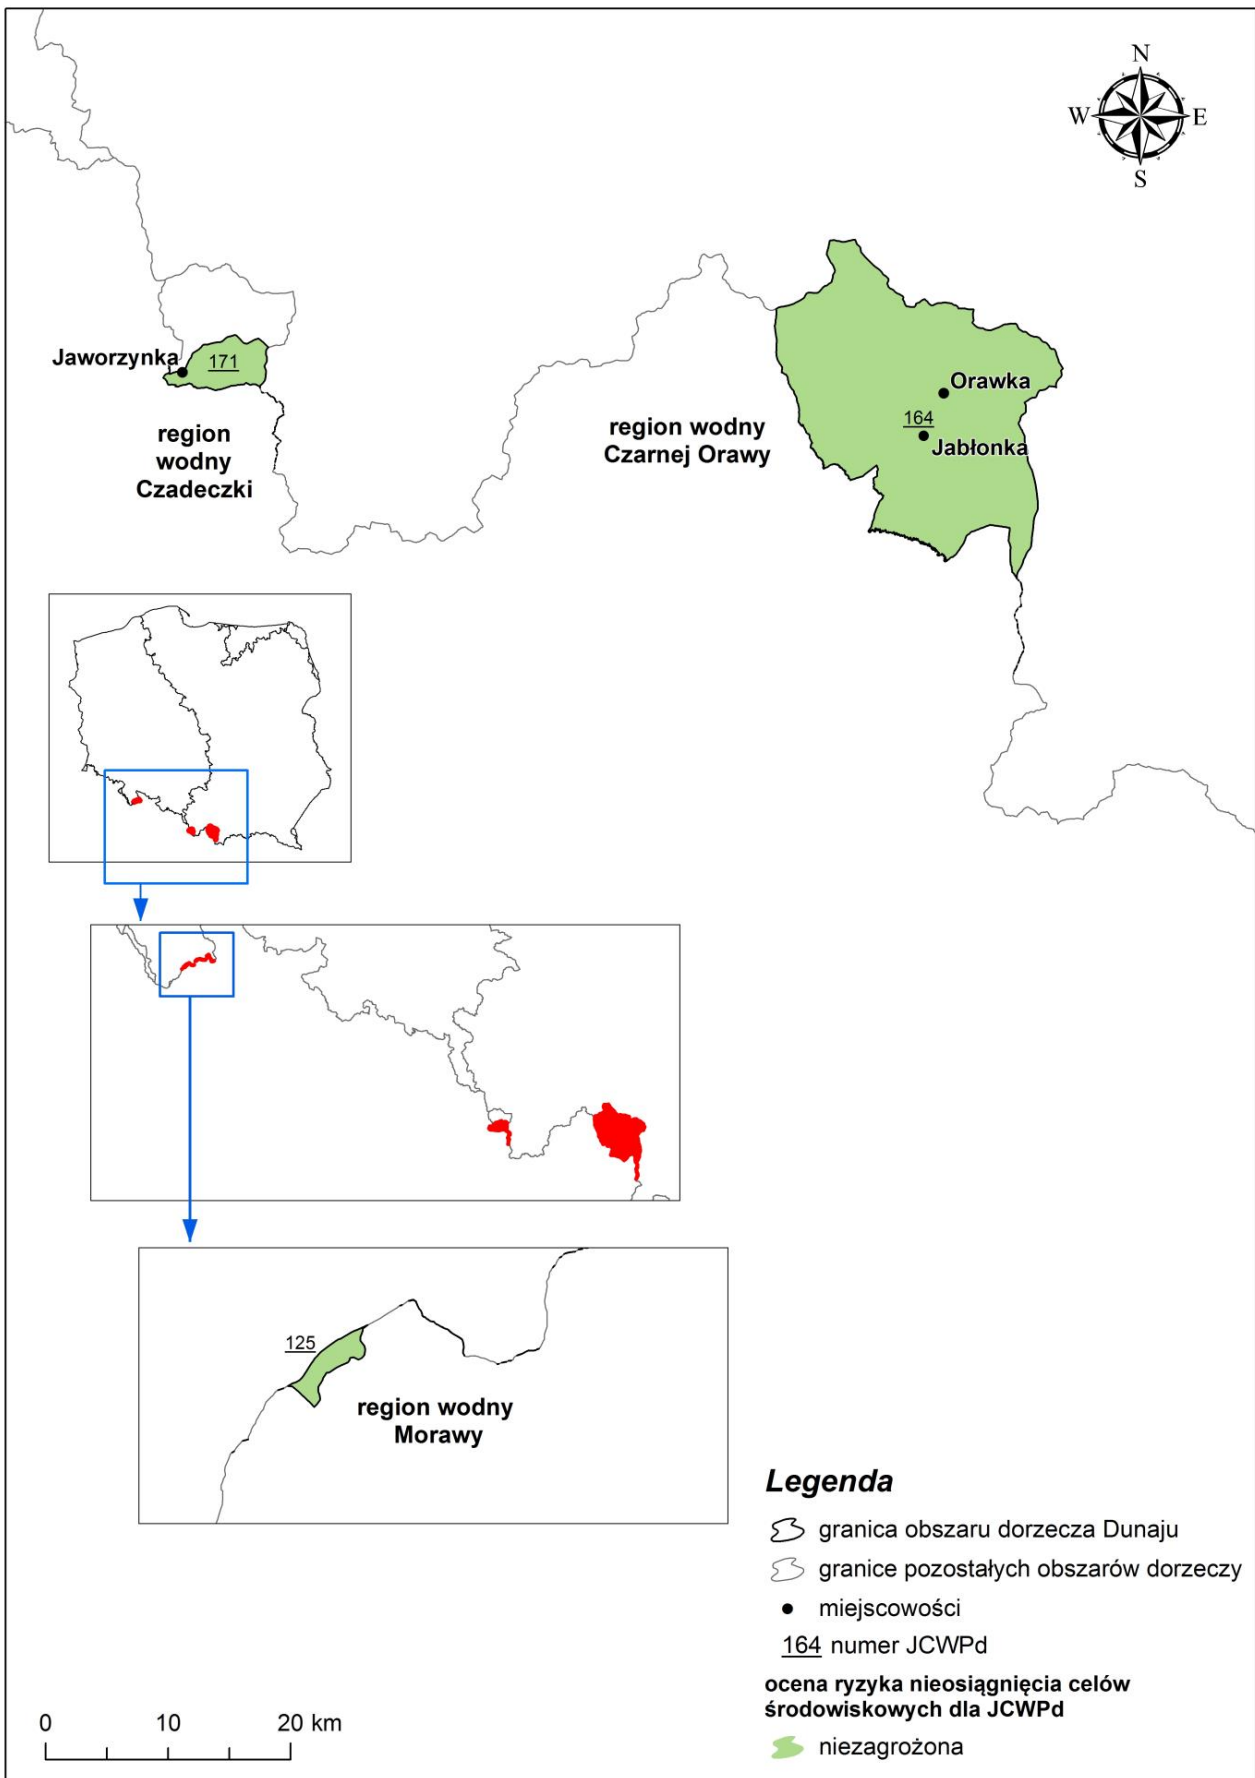 N
W
E
S
Jaworzynka
171
region
wodny
Czadeczki
region wodny
Czarnej Orawy
Orawka
164
Jabłonka
125
region wodny
Morawy
Legenda
granica obszaru dorzecza Dunaju
granice pozostałych obszarów dorzeczy
miejscowości
164 numer JCWPd
ocena ryzyka nieosiągnięcia celów
środowiskowych dla JCWPd
niezagrożona
0 10 20 km